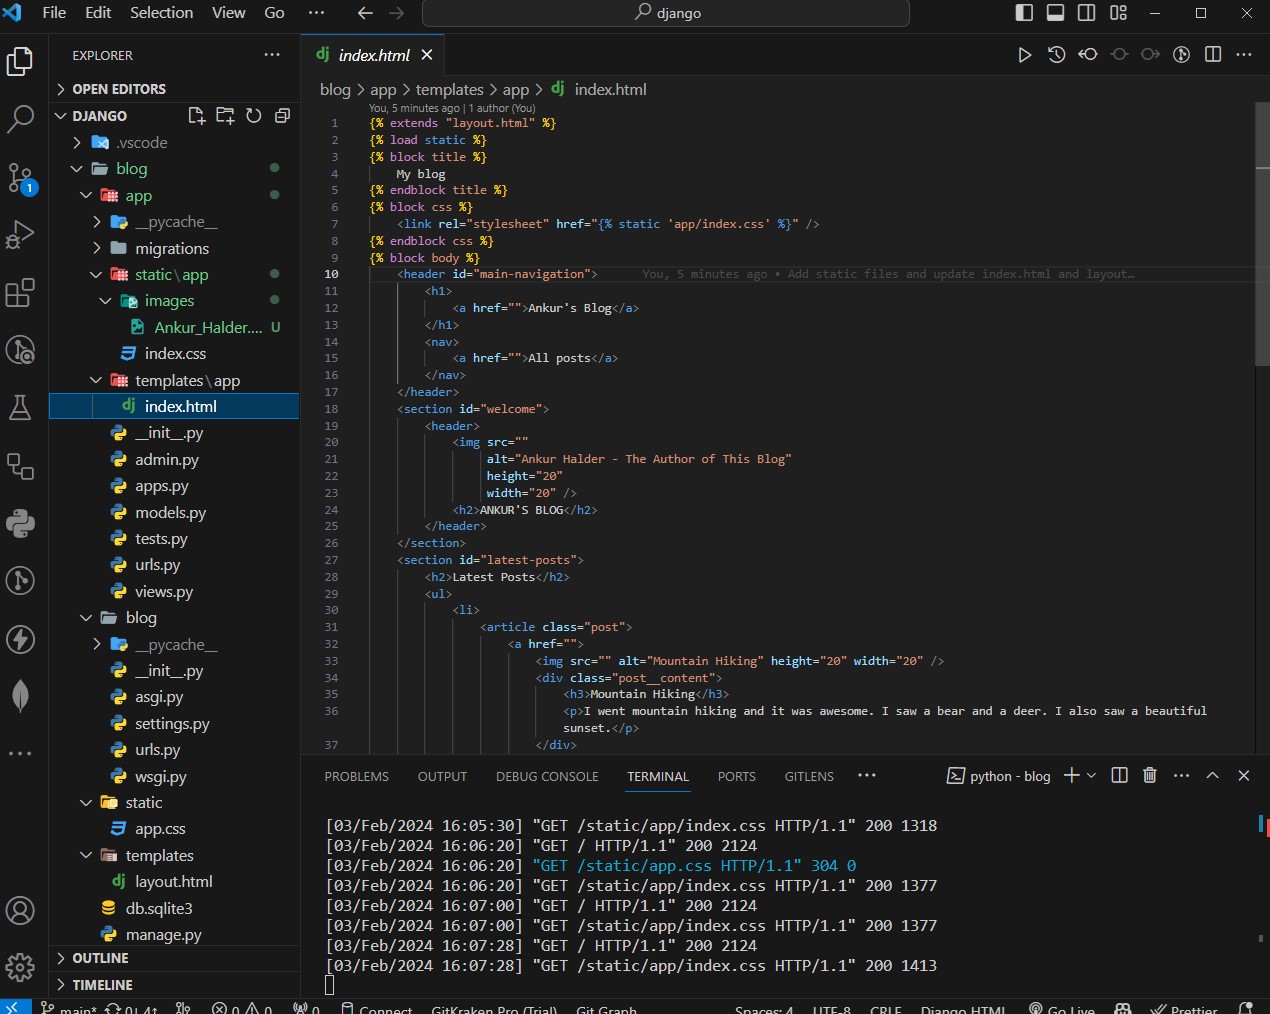 File Edit Selection View Go ··· django
EXPLORER ···
OPEN EDITORS
DJANGO
.vscode
blog
app
__pycache__
migrations
static\app
images
Ankur_Halder.... U
index.css
templates\app
index.html
__init__.py
admin.py
apps.py
models.py
tests.py
urls.py
views.py
blog
__pycache__
__init__.py
asgi.py
settings.py
urls.py
wsgi.py
static
app.css
templates
layout.html
db.sqlite3
manage.py
OUTLINE
TIMELINE
1
dj index.html
blog > app > templates > app > dj index.html
You, 5 minutes ago | 1 author (You)
1 {% extends "layout.html" %}
2 {% load static %}
3 {% block title %}
4 My blog
5 {% endblock title %}
6 {% block css %}
7 <link rel="stylesheet" href="{% static 'app/index.css' %}" />
8 {% endblock css %}
9 {% block body %}
10 <header id="main-navigation"> You, 5 minutes ago • Add static files and update index.html and layout…
11 <h1>
12 <a href="">Ankur's Blog</a>
13 </h1>
14 <nav>
15 <a href="">All posts</a>
16 </nav>
17 </header>
18 <section id="welcome">
19 <header>
20 <img src=""
21 alt="Ankur Halder - The Author of This Blog"
22 height="20"
23 width="20" />
24 <h2>ANKUR'S BLOG</h2>
25 </header>
26 </section>
27 <section id="latest-posts">
28 <h2>Latest Posts</h2>
29 <ul>
30 <li>
31 <article class="post">
32 <a href="">
33 <img src="" alt="Mountain Hiking" height="20" width="20" />
34 <div class="post__content">
35 <h3>Mountain Hiking</h3>
36 <p>I went mountain hiking and it was awesome. I saw a bear and a deer. I also saw a beautiful
sunset.</p>
37 </div>
PROBLEMS OUTPUT DEBUG CONSOLE TERMINAL PORTS GITLENS ··· python - blog
[03/Feb/2024 16:05:30] "GET /static/app/index.css HTTP/1.1" 200 1318
[03/Feb/2024 16:06:20] "GET / HTTP/1.1" 200 2124
[03/Feb/2024 16:06:20] "GET /static/app.css HTTP/1.1" 304 0
[03/Feb/2024 16:06:20] "GET /static/app/index.css HTTP/1.1" 200 1377
[03/Feb/2024 16:07:00] "GET / HTTP/1.1" 200 2124
[03/Feb/2024 16:07:00] "GET /static/app/index.css HTTP/1.1" 200 1377
[03/Feb/2024 16:07:28] "GET / HTTP/1.1" 200 2124
[03/Feb/2024 16:07:28] "GET /static/app/index.css HTTP/1.1" 200 1413
main* 0↓ 4↑ 0 0 0 Connect GitKraken Pro (Trial) Git Graph Spaces: 4 UTF-8 CRLF Django HTML Go Live Prettier